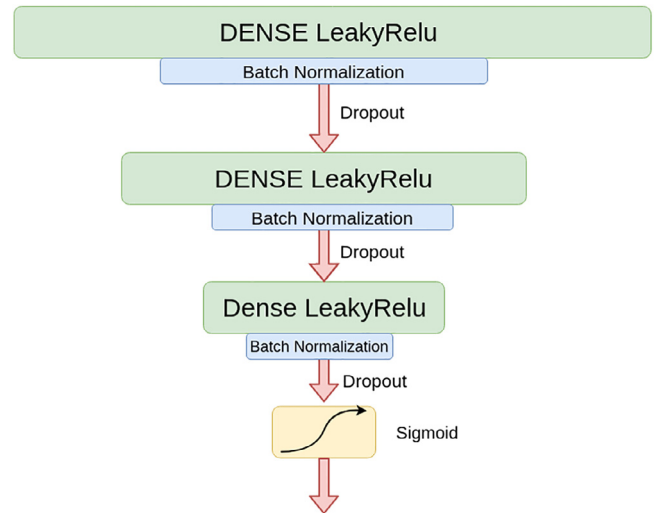 DENSE LeakyRelu
Batch Normalization
Dropout
DENSE LeakyRelu
Batch Normalization
Dropout
Dense LeakyRelu
Batch Normalization
Dropout
Sigmoid